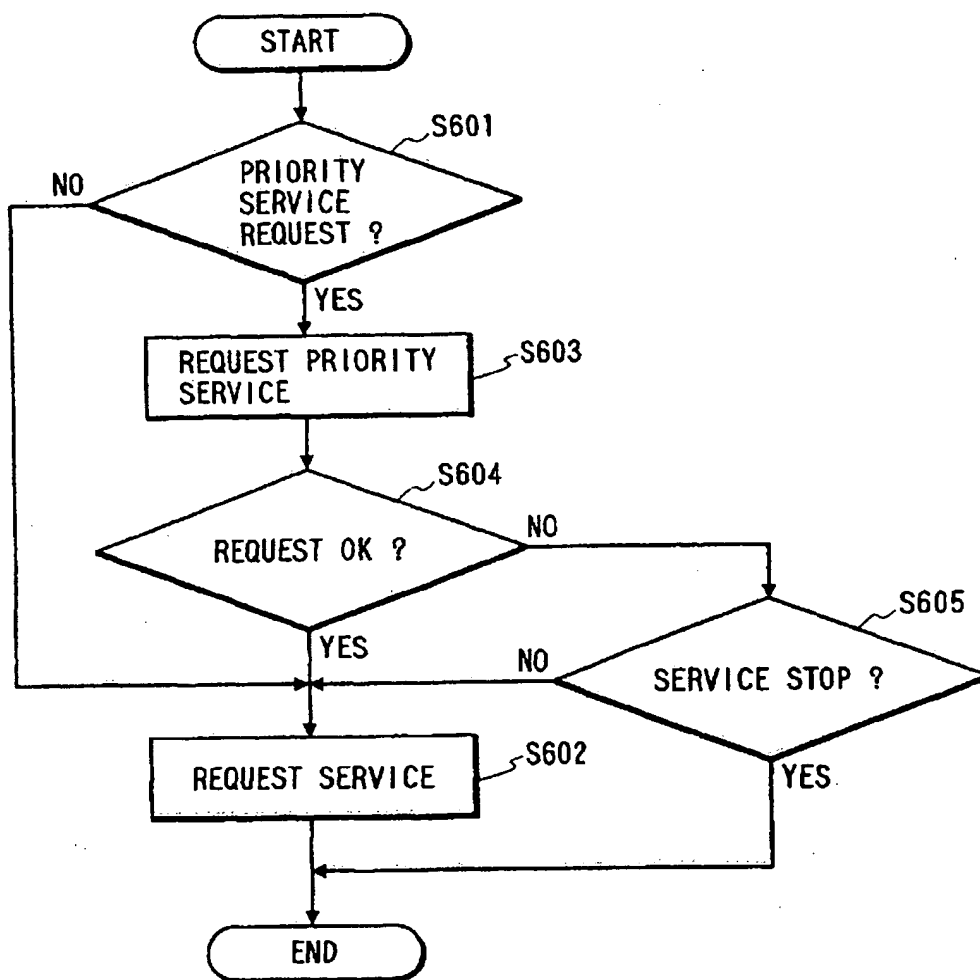 START
S601
NO
PRIORITY
SERVICE
REQUEST ?
YES
REQUEST PRIORITY
SERVICE
S603
S604
NO
REQUEST OK ?
S605
YES
NO
SERVICE STOP ?
S602
REQUEST SERVICE
YES
END